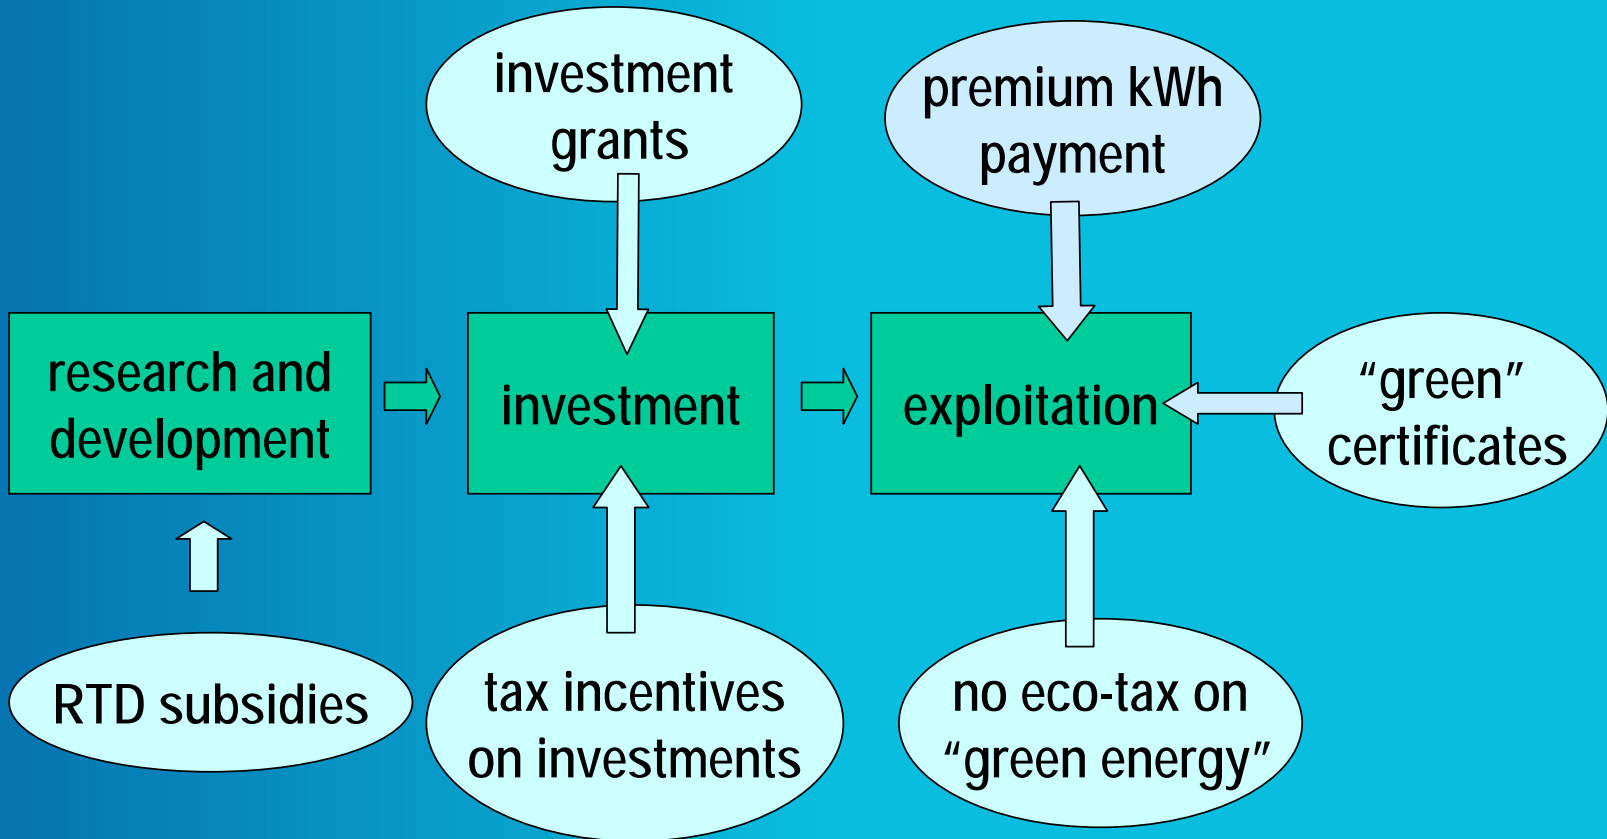 investment
grants
premium kWh
payment
research and
development
investment
exploitation
“green”
certificates
RTD subsidies
tax incentives
on investments
no eco-tax on
“green energy”